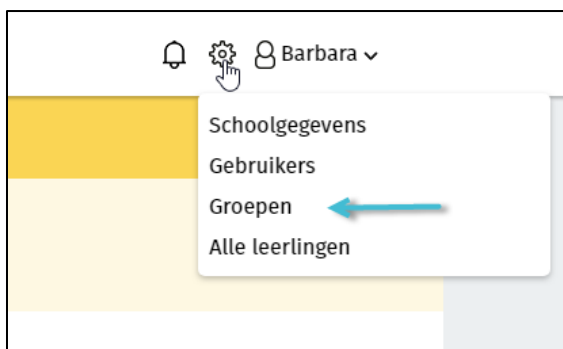 Barbara
Schoolgegevens
Gebruikers
Groepen
Alle leerlingen